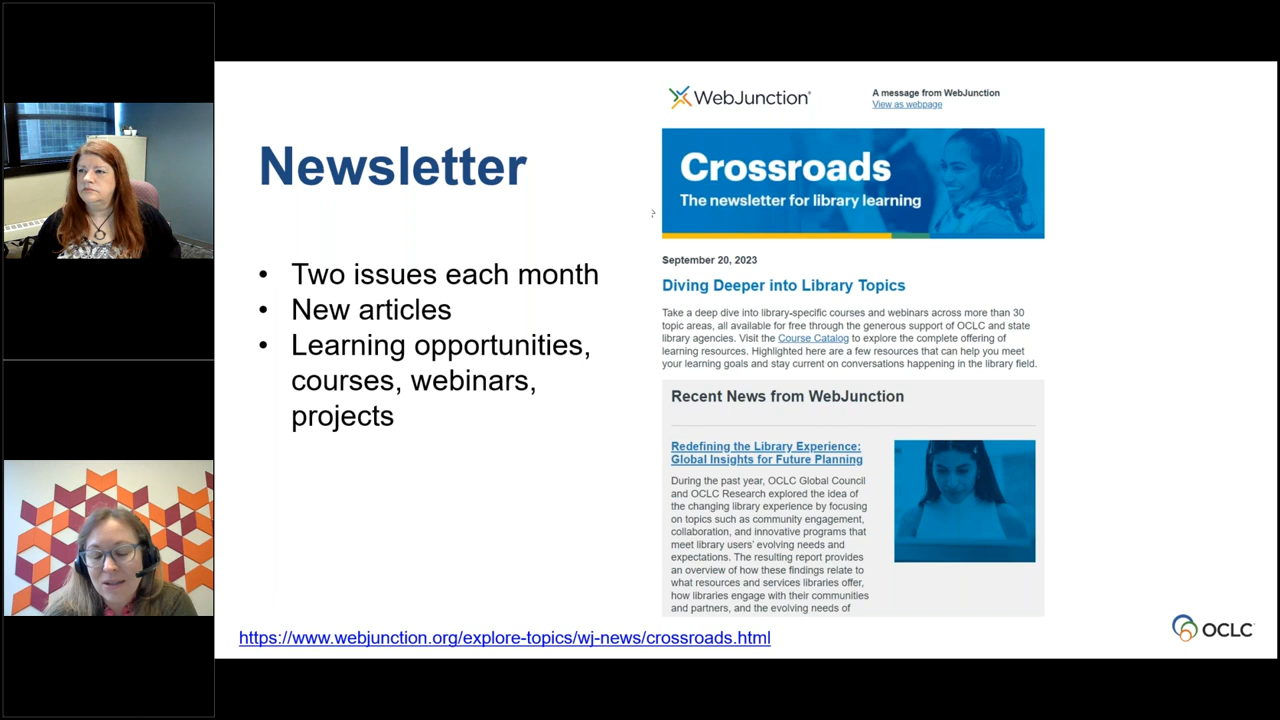 Newsletter
• Two issues each month
• New articles
• Learning opportunities,
courses, webinars,
projects
WebJunction®
A message from WebJunction
View as webpage
Crossroads
The newsletter for library learning
September 20, 2023
Diving Deeper into Library Topics
Take a deep dive into library-specific courses and webinars across more than 30
topic areas, all available for free through the generous support of OCLC and state
library agencies. Visit the Course Catalog to explore the complete offering of
learning resources. Highlighted here are a few resources that can help you meet
your learning goals and stay current on conversations happening in the library field.
Recent News from WebJunction
Redefining the Library Experience:
Global Insights for Future Planning
During the past year, OCLC Global Council
and OCLC Research explored the idea of
the changing library experience by focusing
on topics such as community engagement,
collaboration, and innovative programs that
meet library users’ evolving needs and
expectations. The resulting report provides
an overview of how these findings relate to
what resources and services libraries offer,
how libraries engage with their communities
and partners, and the evolving needs of
https://www.webjunction.org/explore-topics/wj-news/crossroads.html
OCLC